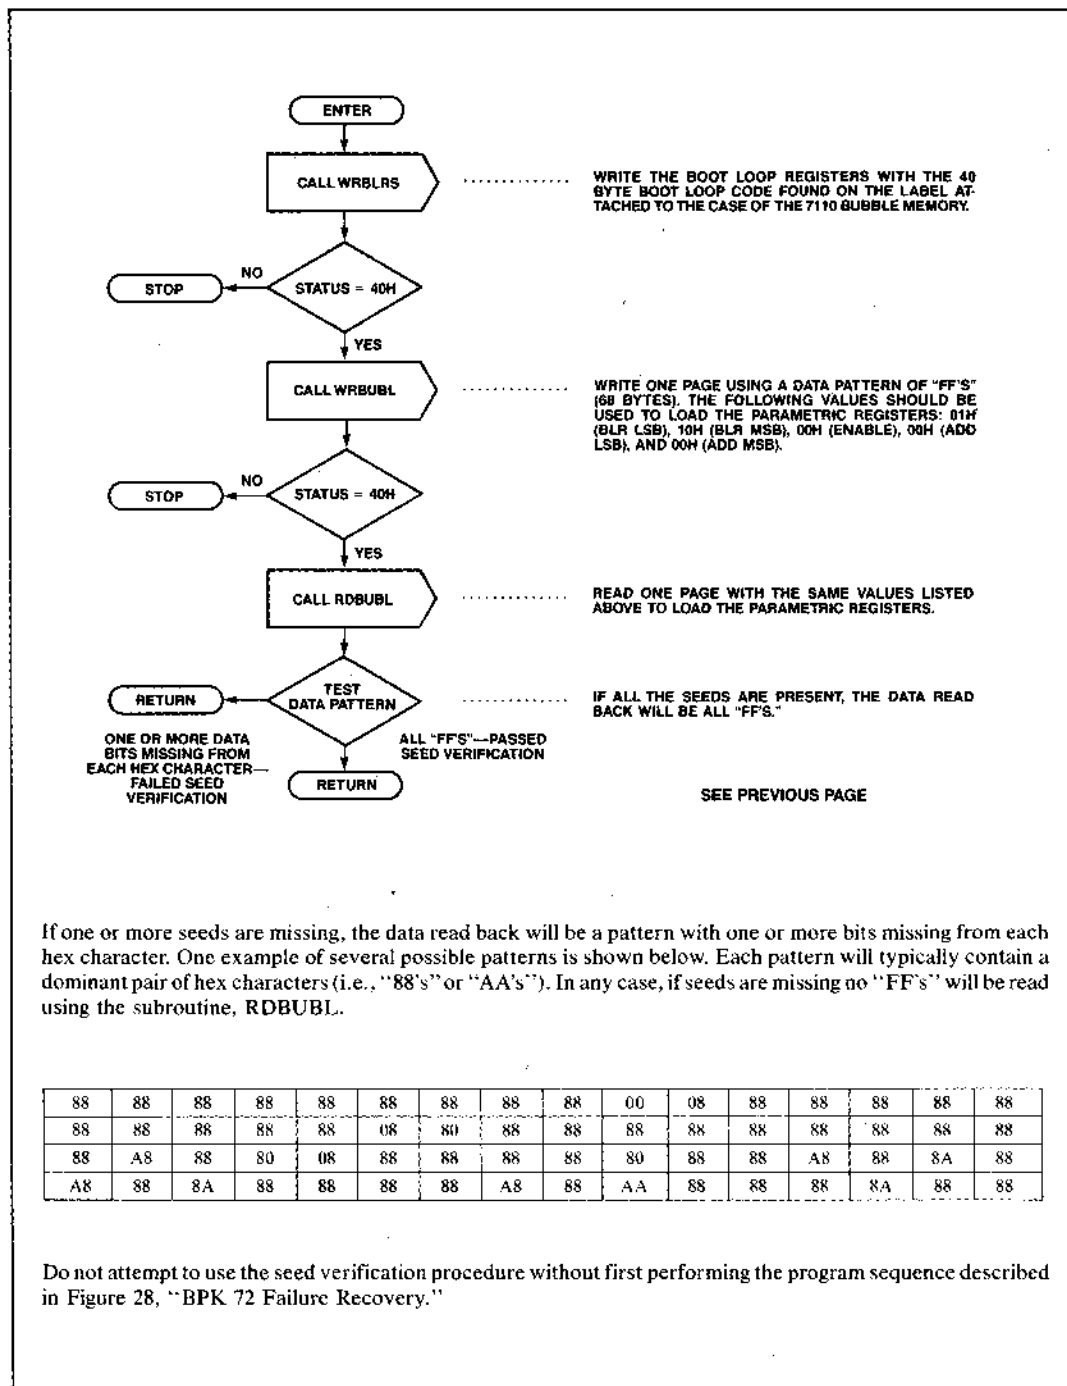 ENTER
CALL WRBLRS
WRITE THE BOOT LOOP REGISTERS WITH THE 40
BYTE BOOT LOOP CODE FOUND ON THE LABEL AT-
TACHED TO THE CASE OF THE 7110 BUBBLE MEMORY.
NO
STOP
STATUS = 40H
YES
CALL WRBUBL
WRITE ONE PAGE USING A DATA PATTERN OF "FF'S"
(68 BYTES). THE FOLLOWING VALUES SHOULD BE
USED TO LOAD THE PARAMETRIC REGISTERS: 01H
(BLR LSB), 10H (BLR MSB), 00H (ENABLE), 00H (ADD
LSB), AND 00H (ADD MSB).
NO
STOP
STATUS = 40H
YES
CALL RDBUBL
READ ONE PAGE WITH THE SAME VALUES LISTED
ABOVE TO LOAD THE PARAMETRIC REGISTERS.
RETURN
TEST
DATA PATTERN
IF ALL THE SEEDS ARE PRESENT, THE DATA READ
BACK WILL BE ALL "FF'S."
ONE OR MORE DATA
BITS MISSING FROM
EACH HEX CHARACTER—
FAILED SEED
VERIFICATION
ALL "FF'S"—PASSED
SEED VERIFICATION
RETURN
SEE PREVIOUS PAGE
If one or more seeds are missing, the data read back will be a pattern with one or more bits missing from each
hex character. One example of several possible patterns is shown below. Each pattern will typically contain a
dominant pair of hex characters (i.e., "88's" or "AA's"). In any case, if seeds are missing no "FF's" will be read
using the subroutine, RDBUBL.
88 88 88 88 88 88 88 88 88 00 08 88 88 88 88 88
88 88 88 88 88 08 80 88 88 88 88 88 88 88 88 88
88 A8 88 80 08 88 88 88 88 80 88 88 A8 88 8A 88
A8 88 8A 88 88 88 88 A8 88 AA 88 88 88 8A 88 88
Do not attempt to use the seed verification procedure without first performing the program sequence described
in Figure 28, "BPK 72 Failure Recovery."